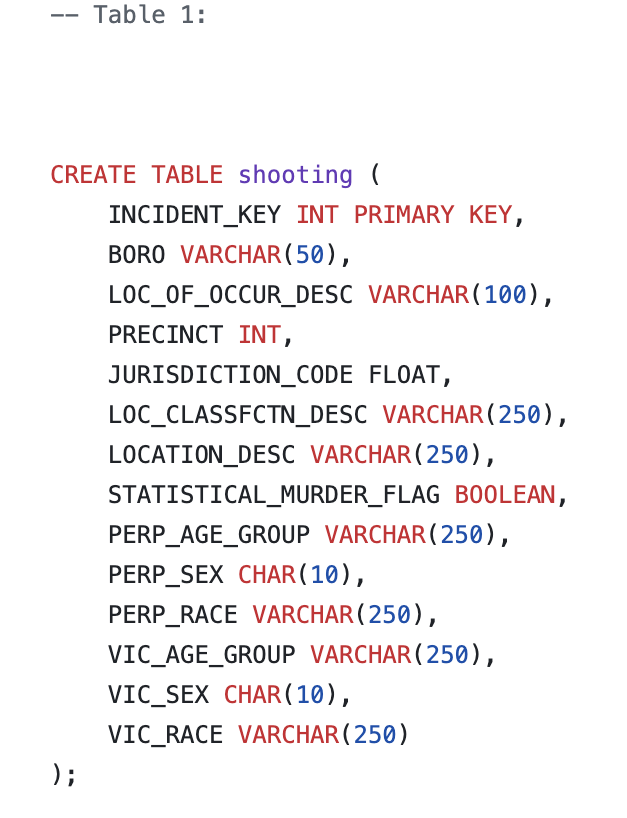 -- Table 1:
CREATE TABLE shooting (
INCIDENT_KEY INT PRIMARY KEY,
BORO VARCHAR(50),
LOC_OF_OCCUR_DESC VARCHAR(100),
PRECINCT INT,
JURISDICTION_CODE FLOAT,
LOC_CLASSFCTN_DESC VARCHAR(250),
LOCATION_DESC VARCHAR(250),
STATISTICAL_MURDER_FLAG BOOLEAN,
PERP_AGE_GROUP VARCHAR(250),
PERP_SEX CHAR(10),
PERP_RACE VARCHAR(250),
VIC_AGE_GROUP VARCHAR(250),
VIC_SEX CHAR(10),
VIC_RACE VARCHAR(250)
);